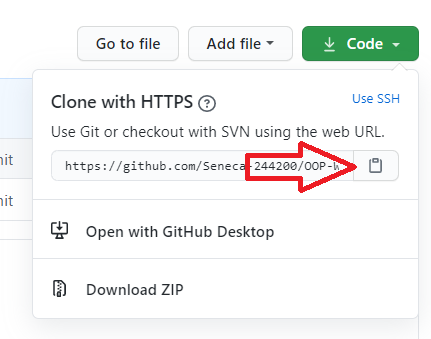 Go to file
Add file
Code
Clone with HTTPS ?
Use SSH
Use Git or checkout with SVN using the web URL.
https://github.com/Seneca-244200/OOP-W
Open with GitHub Desktop
Download ZIP
nit
nit